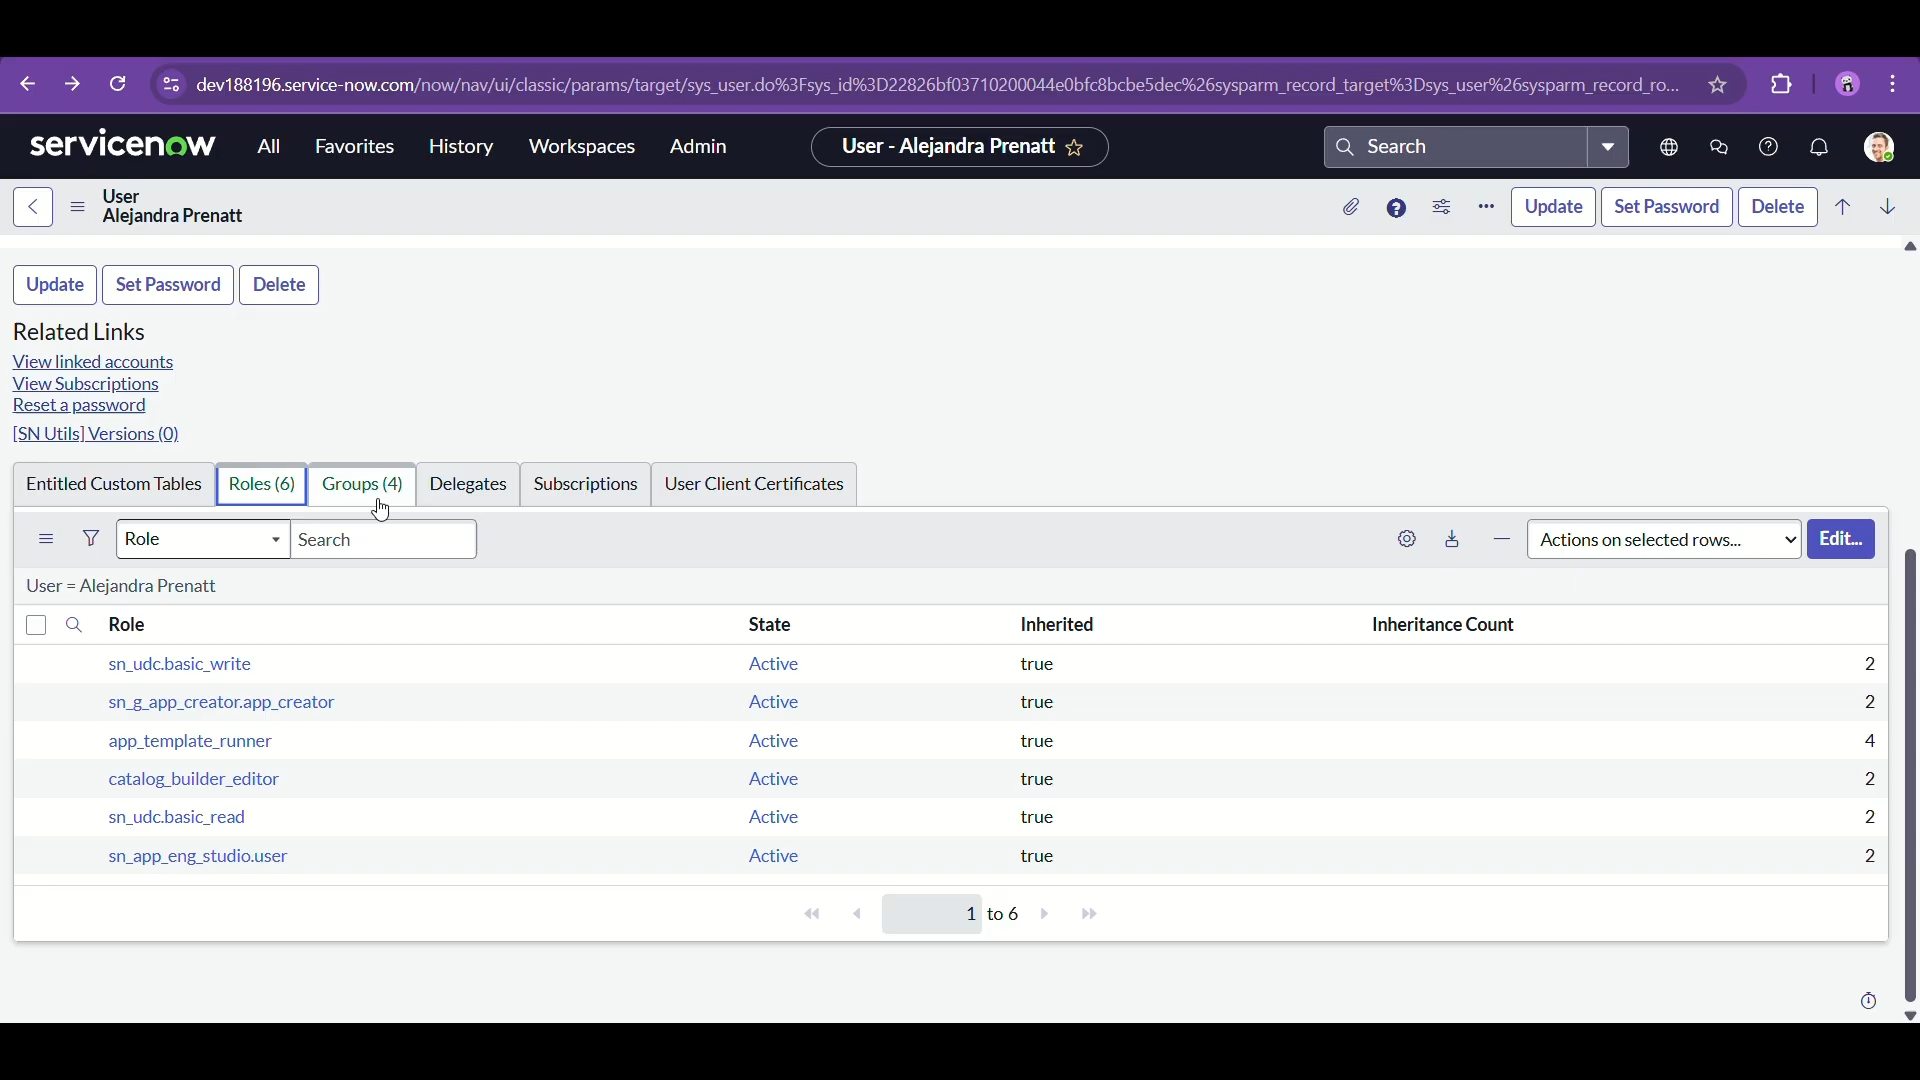 dev188196.service-now.com/now/nav/ui/classic/params/target/sys_user.do%3Fsys_id%3D22826bf03710200044e0bfc8bcbe5dec%26sysparm_record_target%3Dsys_user%26sysparm_record_ro...
servicenow All Favorites History Workspaces Admin User - Alejandra Prenatt Search
User
Alejandra Prenatt
Update Set Password Delete
Update Set Password Delete
Related Links
View linked accounts
View Subscriptions
Reset a password
[SN Utils] Versions (0)
Entitled Custom Tables Roles (6) Groups (4) Delegates Subscriptions User Client Certificates
Role Search Actions on selected rows... Edit...
User = Alejandra Prenatt
Role State Inherited Inheritance Count
sn_udc.basic_write Active true 2
sn_g_app_creator.app_creator Active true 2
app_template_runner Active true 4
catalog_builder_editor Active true 2
sn_udc.basic_read Active true 2
sn_app_eng_studio.user Active true 2
1 to 6